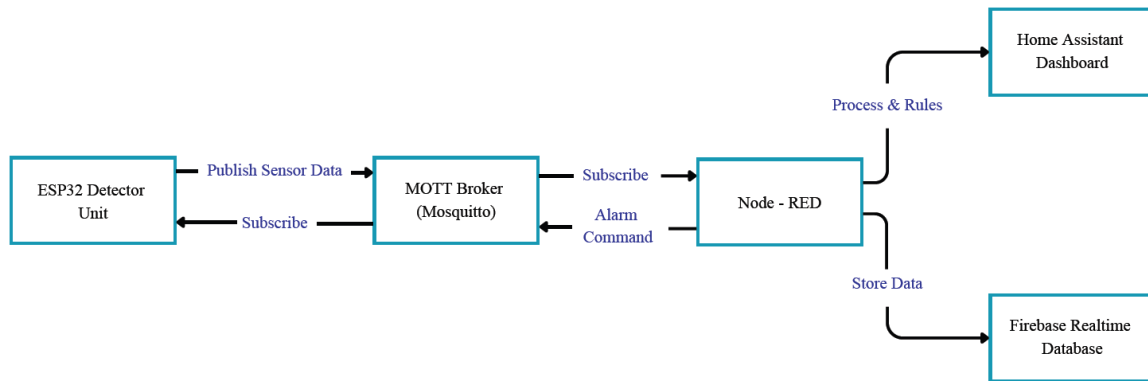 Home Assistant
Dashboard
Process & Rules
ESP32 Detector
Unit
Publish Sensor Data
Subscribe
MOTT Broker
(Mosquitto)
Subscribe
Alarm
Command
Node - RED
Store Data
Firebase Realtime
Database